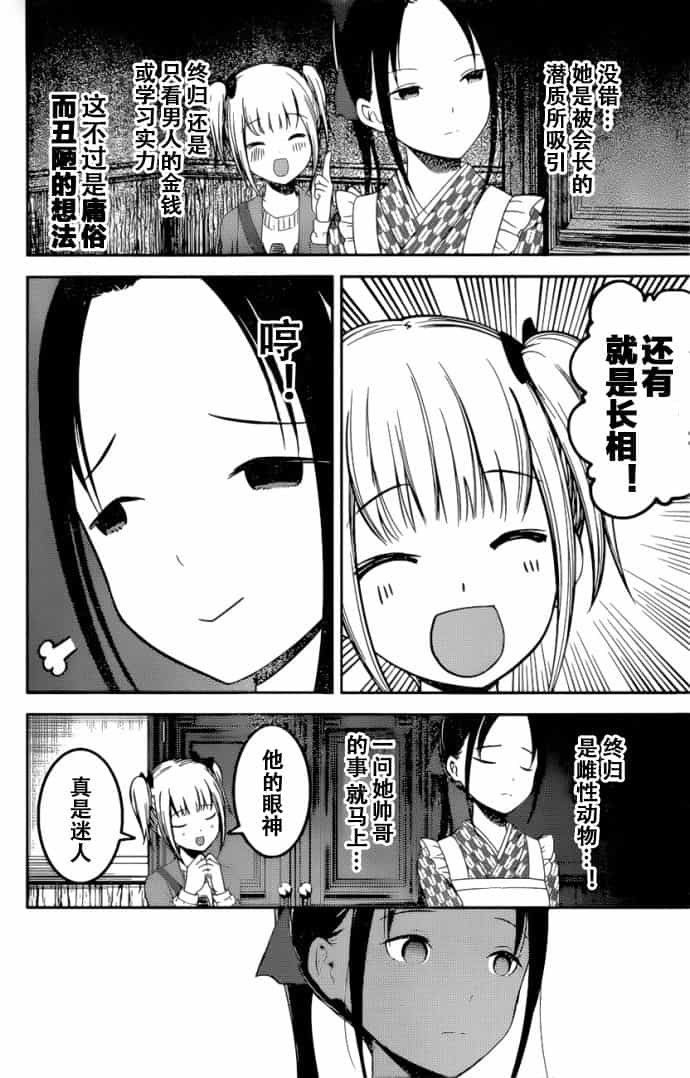 没错…
她是被会长的
潜质所吸引
终归还是
只看男人的金钱
或学习实力
这不过是庸俗
而丑陋的想法
还有
就是长相！
哼！
终归
是雌性动物…！
一问她帅哥
的事就马上…
他的眼神
真是迷人